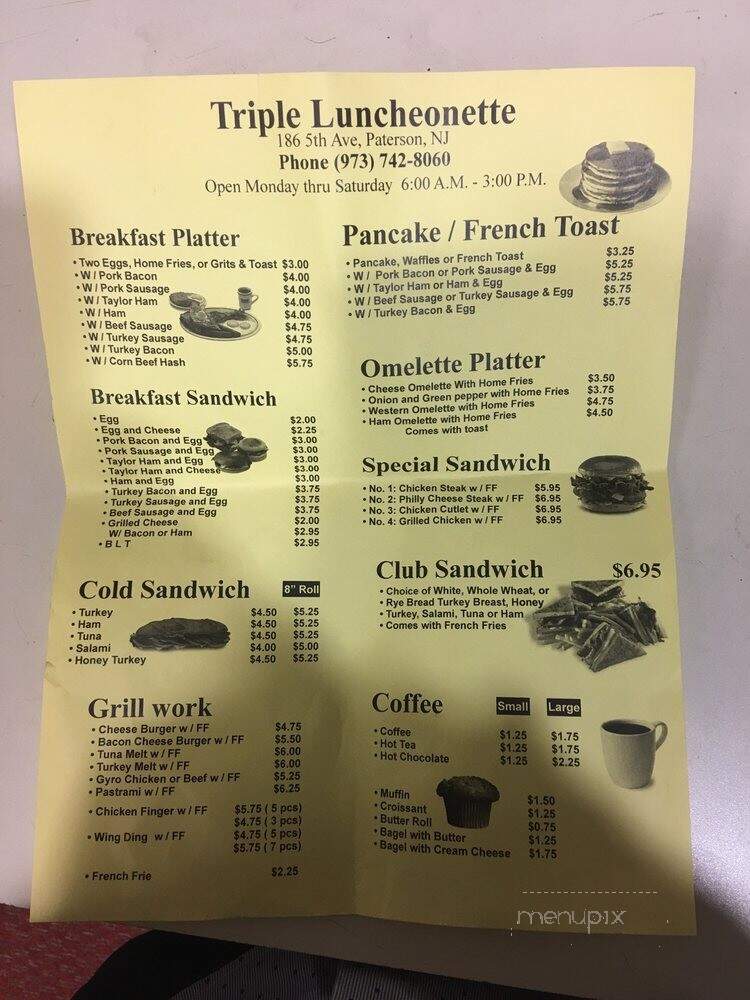 Triple Luncheonette
186 5th Ave, Paterson, NJ
Phone (973) 742-8060
Open Monday thru Saturday 6:00 A.M. - 3:00 P.M.
Breakfast Platter
• Two Eggs, Home Fries, or Grits & Toast $3.00
• W / Pork Bacon $4.00
• W / Pork Sausage $4.00
• W / Taylor Ham $4.00
• W / Ham $4.00
• W / Beef Sausage $4.75
• W / Turkey Sausage $4.75
• W / Turkey Bacon $5.00
• W / Corn Beef Hash $5.75
Breakfast Sandwich
• Egg $2.00
• Egg and Cheese $2.25
• Pork Bacon and Egg $3.00
• Pork Sausage and Egg $3.00
• Taylor Ham and Egg $3.00
• Taylor Ham and Cheese $3.00
• Ham and Egg $3.00
• Turkey Bacon and Egg $3.75
• Turkey Sausage and Egg $3.75
• Beef Sausage and Egg $3.75
• Grilled Cheese $2.00
W/ Bacon or Ham $2.95
• B L T $2.95
Cold Sandwich 8" Roll
• Turkey $4.50 $5.25
• Ham $4.50 $5.25
• Tuna $4.50 $5.25
• Salami $4.00 $5.00
• Honey Turkey $4.50 $5.25
Grill work
• Cheese Burger w / FF $4.75
• Bacon Cheese Burger w / FF $5.50
• Tuna Melt w / FF $6.00
• Turkey Melt w / FF $6.00
• Gyro Chicken or Beef w / FF $5.25
• Pastrami w / FF $6.25
• Chicken Finger w / FF $5.75 ( 5 pcs)
$4.75 ( 3 pcs)
• Wing Ding w / FF $4.75 ( 5 pcs)
$5.75 ( 7 pcs)
• French Frie $2.25
Pancake / French Toast
• Pancake, Waffles or French Toast $3.25
• W / Pork Bacon or Pork Sausage & Egg $5.25
• W / Taylor Ham or Ham & Egg $5.25
• W / Beef Sausage or Turkey Sausage & Egg $5.75
• W / Turkey Bacon & Egg $5.75
Omelette Platter
• Cheese Omelette With Home Fries $3.50
• Onion and Green pepper with Home Fries $3.75
• Western Omelette with Home Fries $4.75
• Ham Omelette with Home Fries $4.50
Comes with toast
Special Sandwich
• No. 1: Chicken Steak w / FF $5.95
• No. 2: Philly Cheese Steak w / FF $6.95
• No. 3: Chicken Cutlet w / FF $6.95
• No. 4: Grilled Chicken w / FF $6.95
Club Sandwich $6.95
• Choice of White, Whole Wheat, or
• Rye Bread Turkey Breast, Honey
• Turkey, Salami, Tuna or Ham
• Comes with French Fries
Coffee Small Large
• Coffee $1.25 $1.75
• Hot Tea $1.25 $1.75
• Hot Chocolate $1.25 $2.25
• Muffin $1.50
• Croissant $1.25
• Butter Roll $0.75
• Bagel with Butter $1.25
• Bagel with Cream Cheese $1.75
menupix